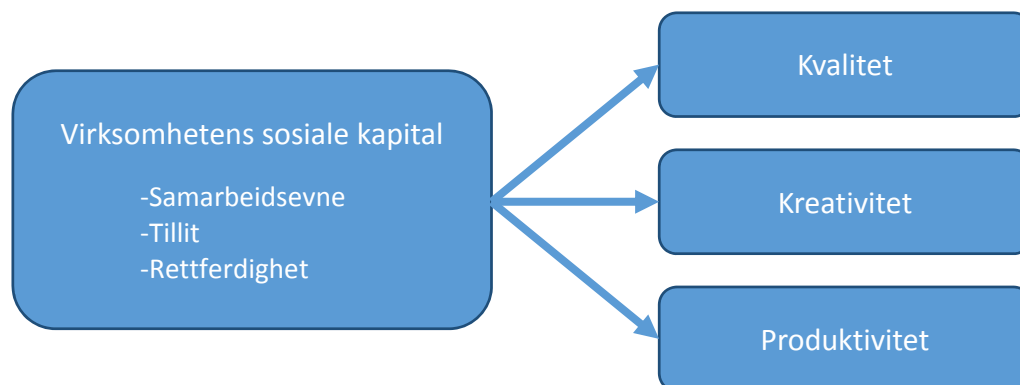 Virksomhetens sosiale kapital
-Samarbeidsevne
-Tillit
-Rettferdighet
Kvalitet
Kreativitet
Produktivitet